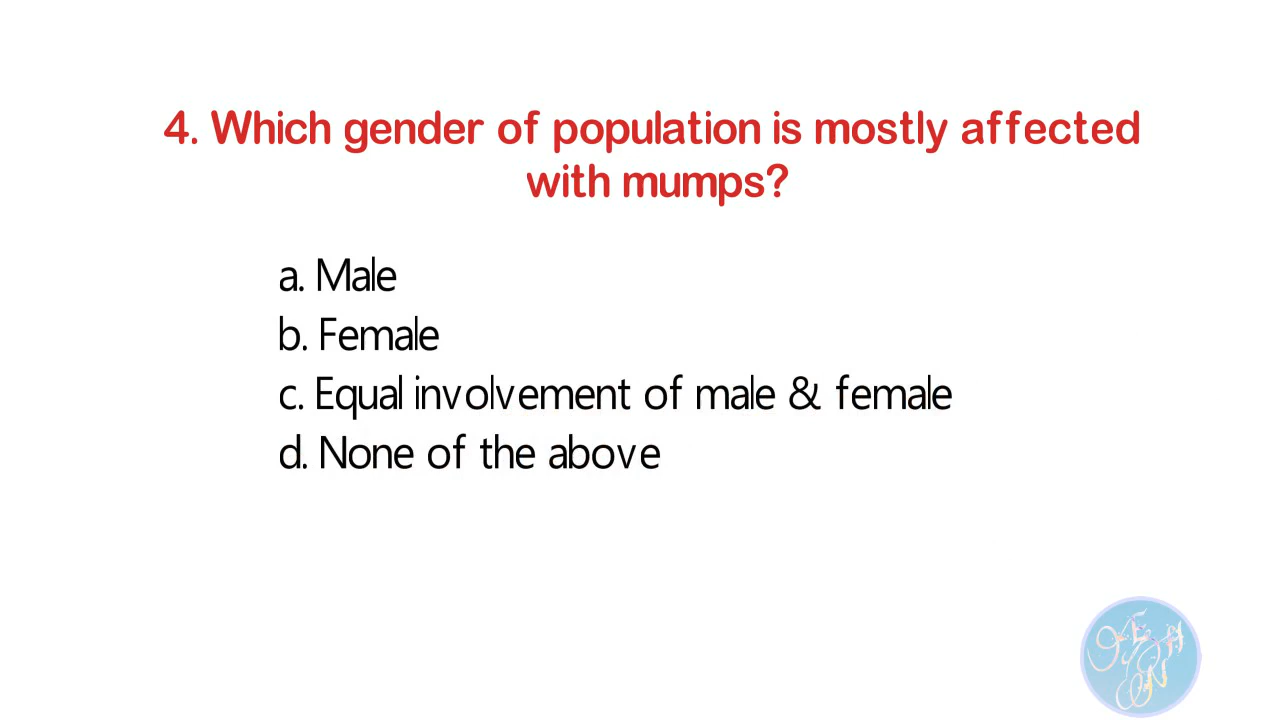 4. Which gender of population is mostly affected
with mumps?
a. Male
b. Female
c. Equal involvement of male & female
d. None of the above